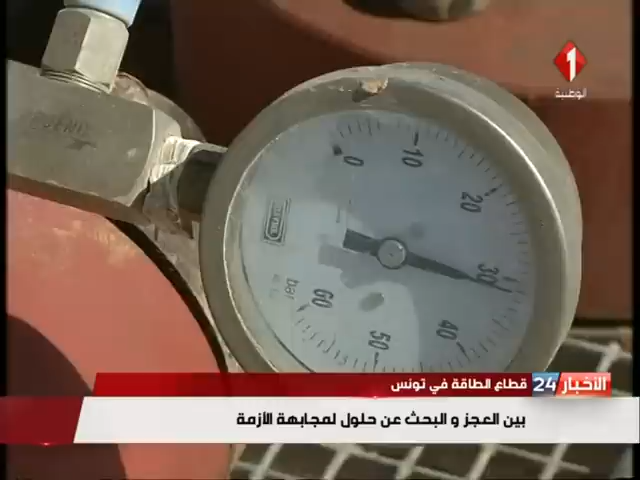 1
الوطنية
0
10
20
30
40
50
60
bar
قطاع الطاقة في تونس
الأخبار 24
بين العجز و البحث عن حلول لمجابهة الأزمة